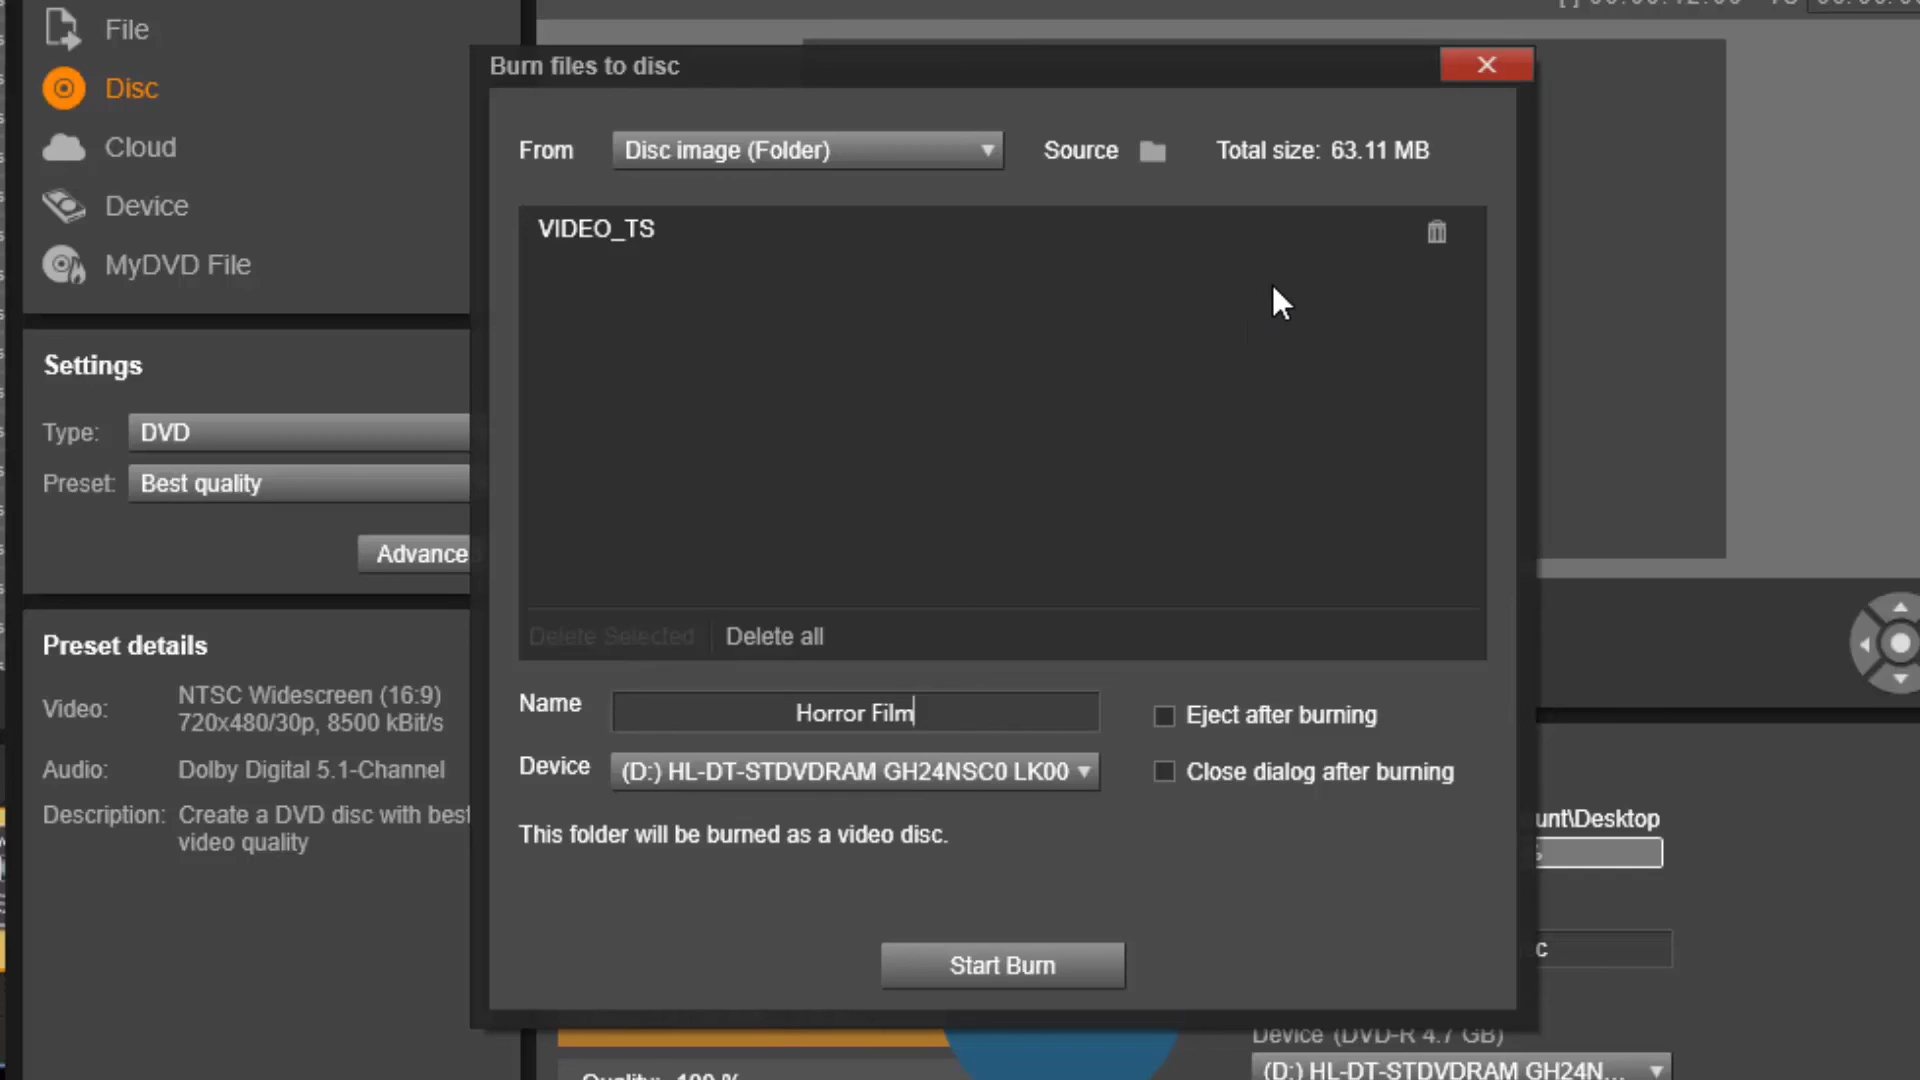 File
Disc
Cloud
Device
MyDVD File
Settings
Type: DVD
Preset: Best quality
Advance
Preset details
Video: NTSC Widescreen (16:9)
720x480/30p, 8500 kBit/s
Audio: Dolby Digital 5.1-Channel
Description: Create a DVD disc with best
video quality
Burn files to disc
From Disc image (Folder) Source Total size: 63.11 MB
VIDEO_TS
Delete Selected Delete all
Name Horror Film Eject after burning
Device (D:) HL-DT-STDVDRAM GH24NSC0 LK00 Close dialog after burning
This folder will be burned as a video disc.
Start Burn
unt\Desktop
c
Device (DVD-R 4.7 GB)
(D:) HL-DT-STDVDRAM GH24N...
Quality: 100 %